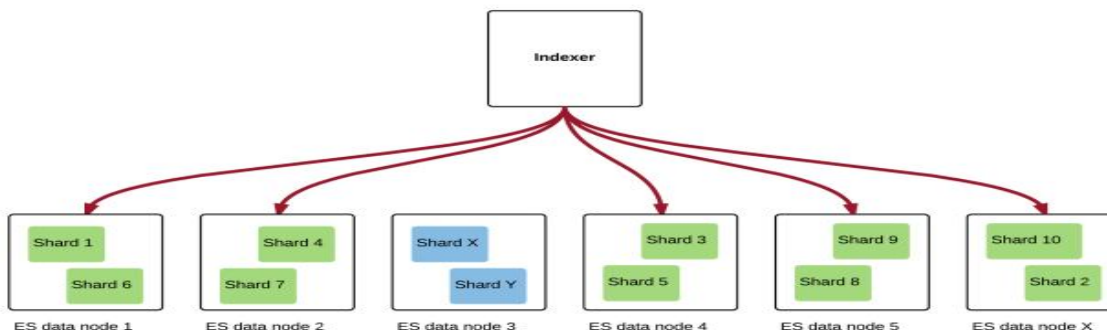 Indexer
Shard 1
Shard 6
ES data node 1
Shard 4
Shard 7
ES data node 2
Shard X
Shard Y
ES data node 3
Shard 3
Shard 5
ES data node 4
Shard 9
Shard 8
ES data node 5
Shard 10
Shard 2
ES data node X